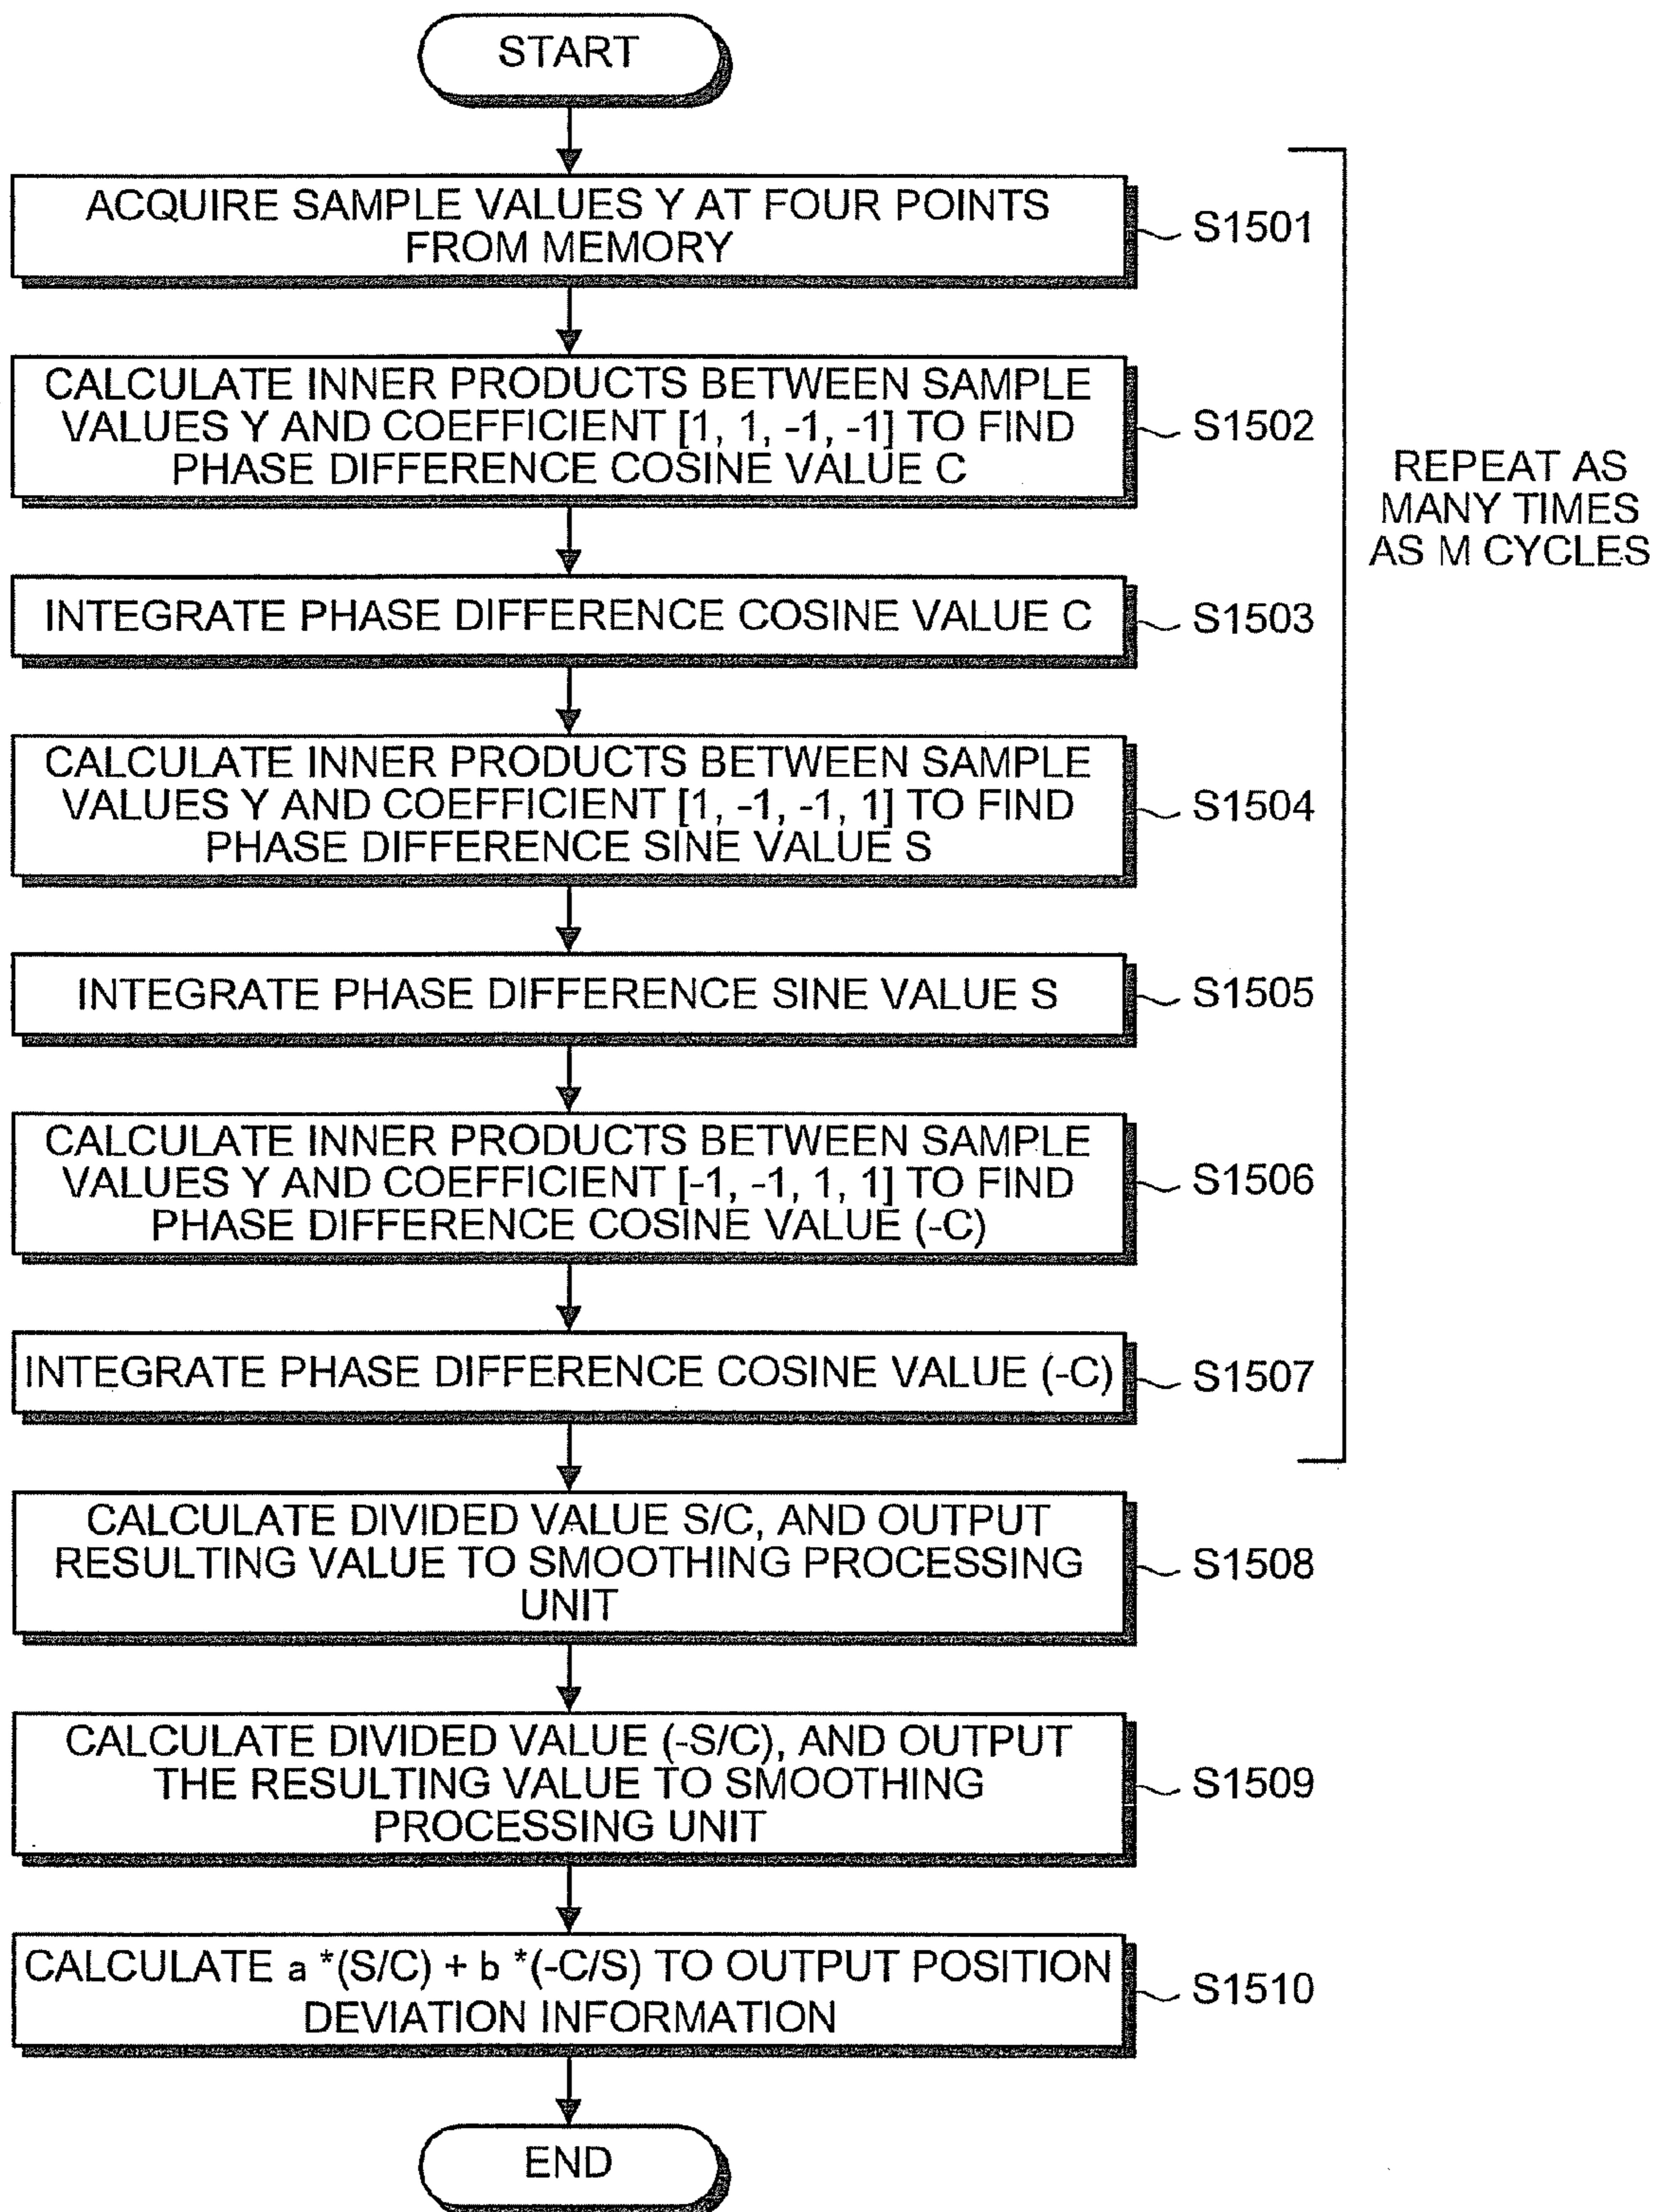 START
ACQUIRE SAMPLE VALUES Y AT FOUR POINTS
FROM MEMORY
S1501
CALCULATE INNER PRODUCTS BETWEEN SAMPLE
VALUES Y AND COEFFICIENT [1, 1, -1, -1] TO FIND
PHASE DIFFERENCE COSINE VALUE C
S1502
REPEAT AS
MANY TIMES
AS M CYCLES
INTEGRATE PHASE DIFFERENCE COSINE VALUE C
S1503
CALCULATE INNER PRODUCTS BETWEEN SAMPLE
VALUES Y AND COEFFICIENT [1, -1, -1, 1] TO FIND
PHASE DIFFERENCE SINE VALUE S
S1504
INTEGRATE PHASE DIFFERENCE SINE VALUE S
S1505
CALCULATE INNER PRODUCTS BETWEEN SAMPLE
VALUES Y AND COEFFICIENT [-1, -1, 1, 1] TO FIND
PHASE DIFFERENCE COSINE VALUE (-C)
S1506
INTEGRATE PHASE DIFFERENCE COSINE VALUE (-C)
S1507
CALCULATE DIVIDED VALUE S/C, AND OUTPUT
RESULTING VALUE TO SMOOTHING PROCESSING
UNIT
S1508
CALCULATE DIVIDED VALUE (-S/C), AND OUTPUT
THE RESULTING VALUE TO SMOOTHING
PROCESSING UNIT
S1509
CALCULATE a *(S/C) + b *(-C/S) TO OUTPUT POSITION
DEVIATION INFORMATION
S1510
END